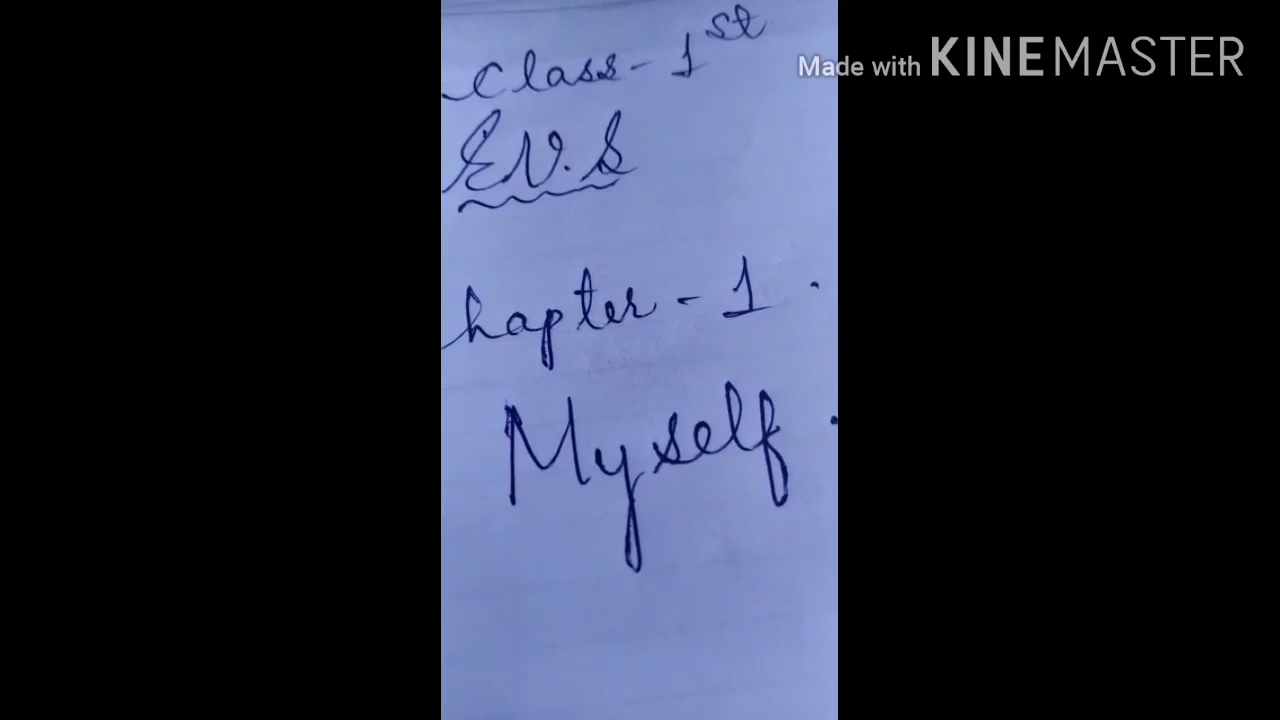 Class - 1st
Made with KINEMASTER
E.V.S
hapter - 1.
Myself.